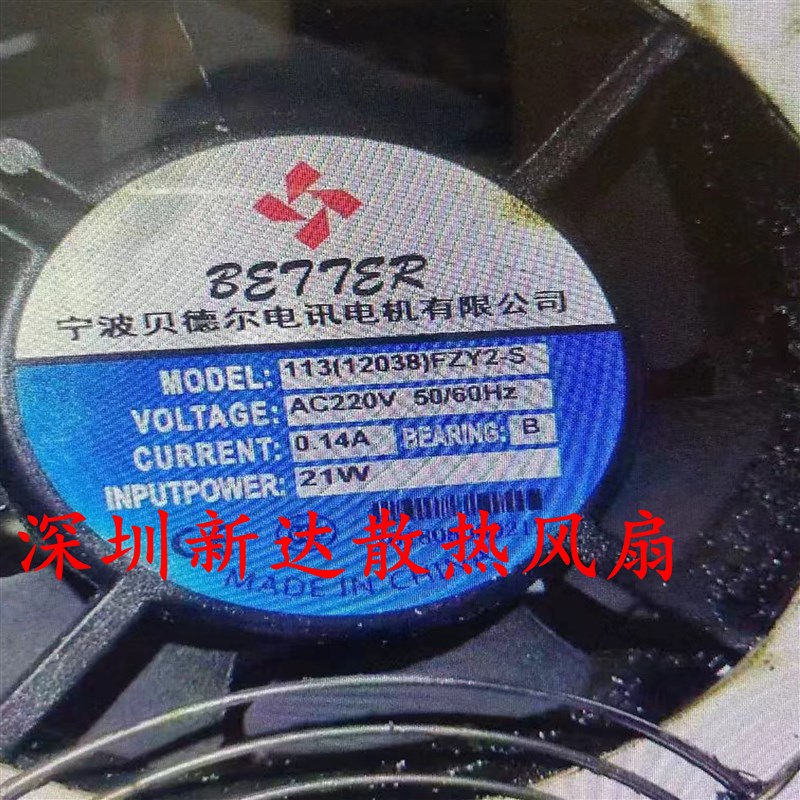 BETTER
宁波贝德尔电讯电机有限公司
MODEL: 113(12038)FZY2-S
VOLTAGE: AC220V 50/60Hz
CURRENT: 0.14A BEARING: B
INPUTPOWER: 21W
深圳新达散热风扇
MADE IN CHINA